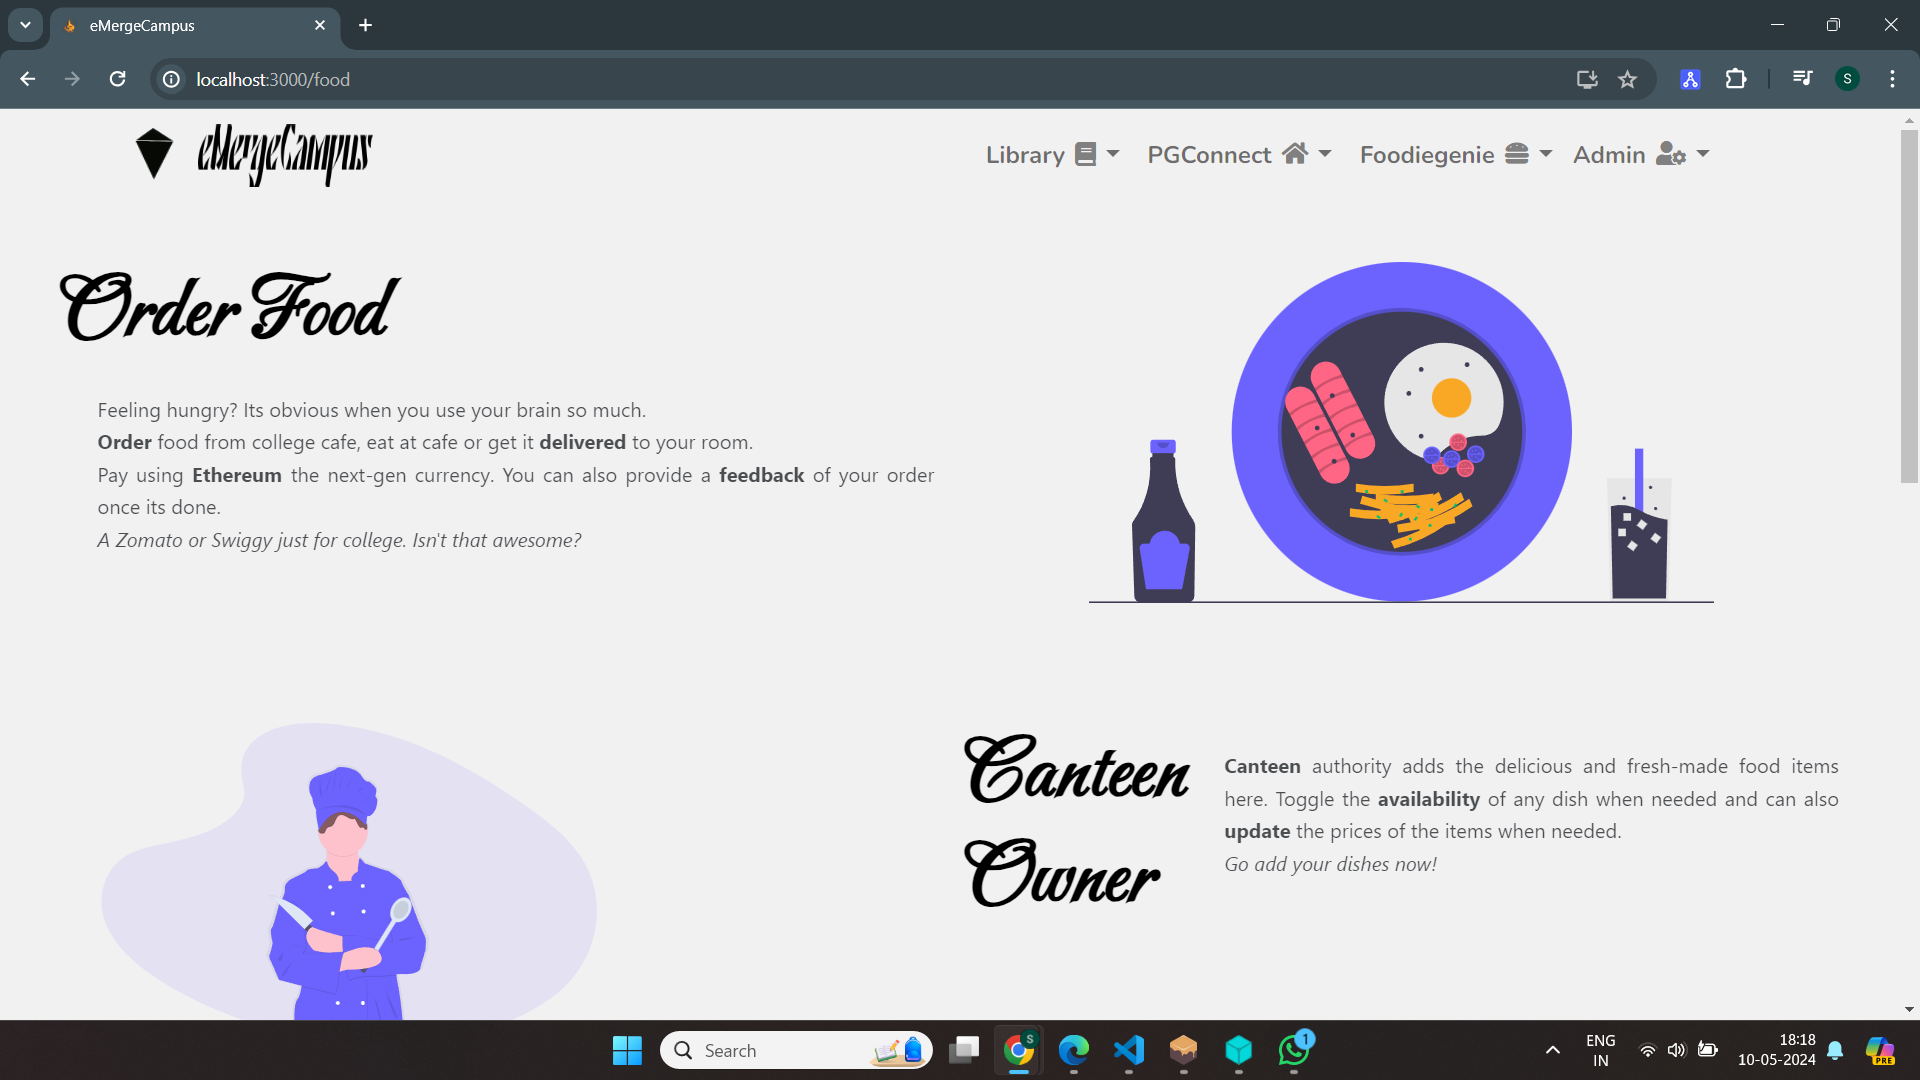 eMergeCampus
localhost:3000/food
S
eMergeCampus
Library
PGConnect
Foodiegenie
Admin
Order Food
Feeling hungry? Its obvious when you use your brain so much.
Order food from college cafe, eat at cafe or get it delivered to your room.
Pay using Ethereum the next-gen currency. You can also provide a feedback of your order
once its done.
A Zomato or Swiggy just for college. Isn't that awesome?
Canteen
Owner
Canteen authority adds the delicious and fresh-made food items
here. Toggle the availability of any dish when needed and can also
update the prices of the items when needed.
Go add your dishes now!
Search
S
1
ENG
IN
18:18
10-05-2024
PRE